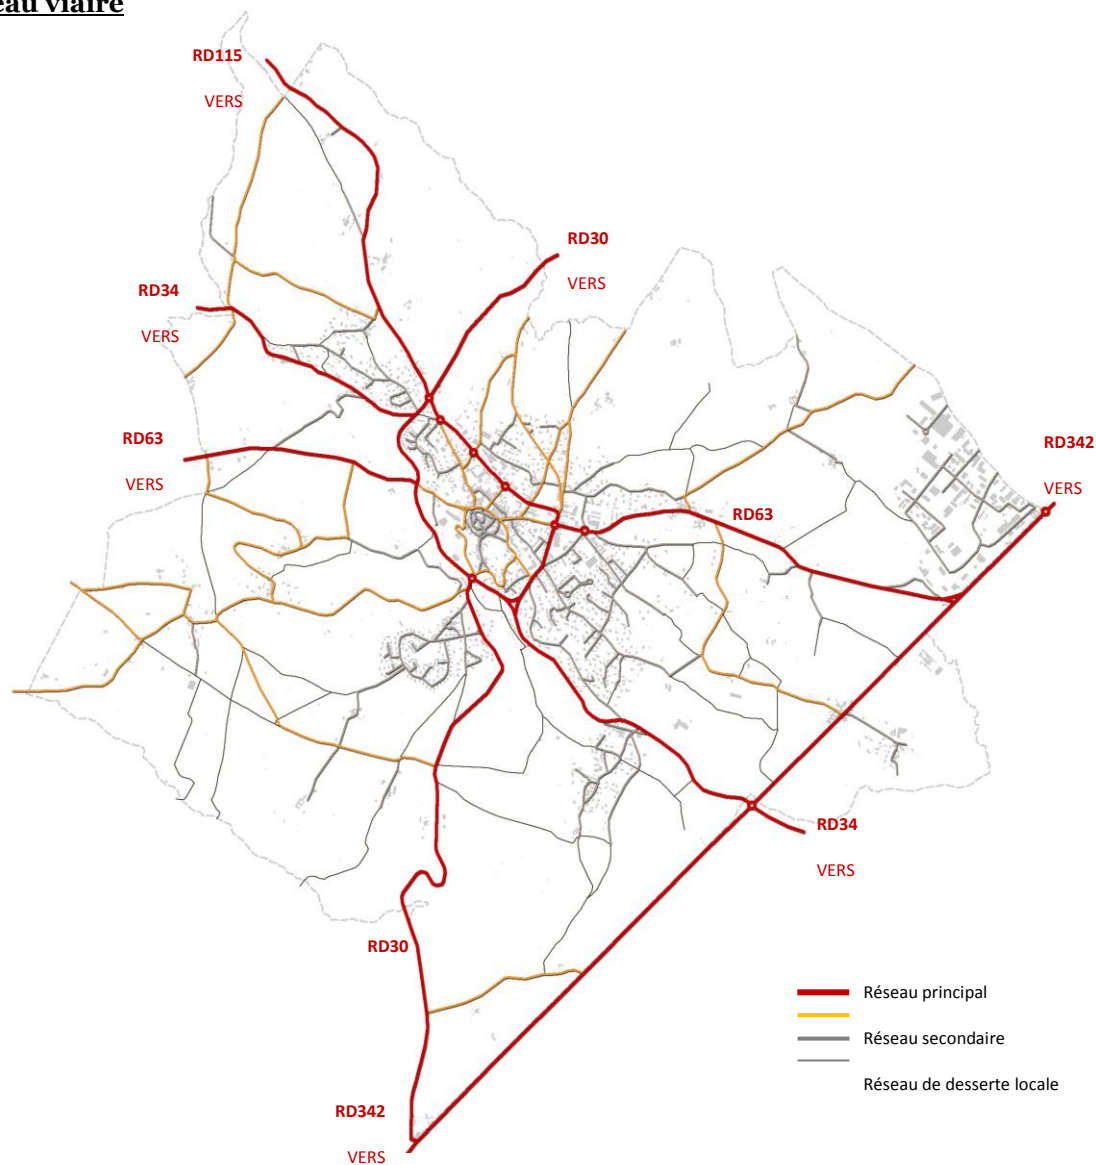 eau viaire
RD115
VERS
RD30
VERS
RD34
VERS
RD63
VERS
RD342
VERS
RD63
RD34
VERS
RD30
Réseau principal
Réseau secondaire
Réseau de desserte locale
RD342
VERS